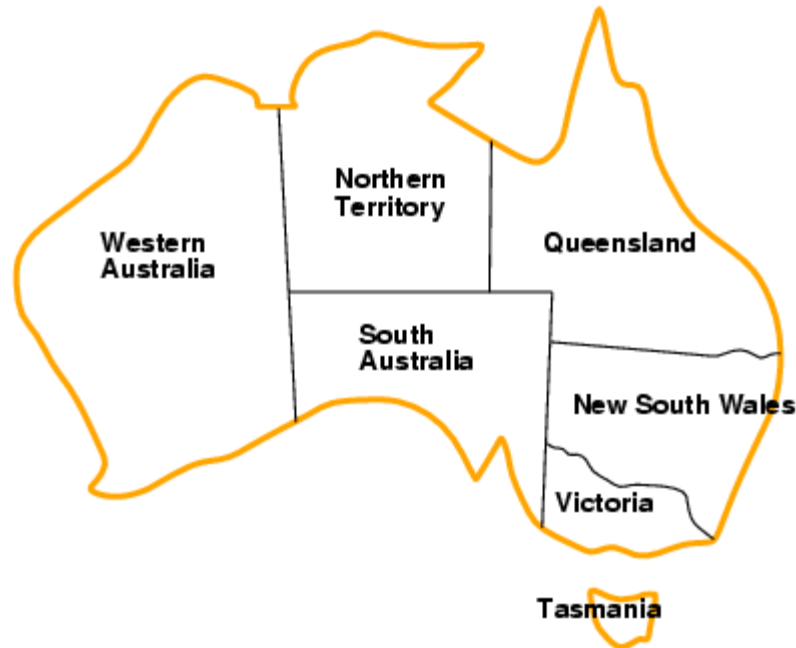 Northern
Territory
Western
Australia
Queensland
South
Australia
New South Wales
Victoria
Tasmania